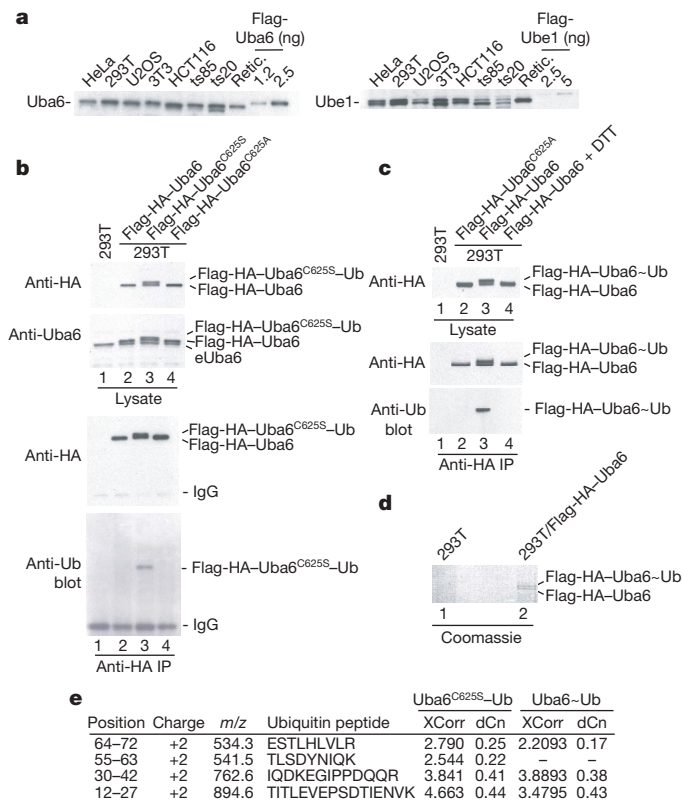 a
Flag-
Uba6 (ng)
HeLa
293T
U2OS
3T3
HCT116
ts85
ts20
Retic.
1.2
2.5
Uba6-
Flag-
Ube1 (ng)
HeLa
293T
U2OS
3T3
HCT116
ts85
ts20
Retic.
2.5
5
Ube1-
b
293T
Flag-HA–Uba6
Flag-HA–Uba6C625S
Flag-HA–Uba6C625A
293T
Anti-HA
Flag-HA–Uba6C625S–Ub
Flag-HA–Uba6
Anti-Uba6
Flag-HA–Uba6C625S–Ub
Flag-HA–Uba6
eUba6
1 2 3 4
Lysate
Anti-HA
Flag-HA–Uba6C625S–Ub
Flag-HA–Uba6
- IgG
Anti-Ub
blot
- Flag-HA–Uba6C625S–Ub
- IgG
1 2 3 4
Anti-HA IP
c
293T
Flag-HA–Uba6C625A
Flag-HA–Uba6
Flag-HA–Uba6 + DTT
293T
Anti-HA
Flag-HA–Uba6~Ub
Flag-HA–Uba6
1 2 3 4
Lysate
Anti-HA
Flag-HA–Uba6~Ub
Flag-HA–Uba6
Anti-Ub
blot
- Flag-HA–Uba6~Ub
1 2 3 4
Anti-HA IP
d
293T
293T/Flag-HA–Uba6
Flag-HA–Uba6~Ub
Flag-HA–Uba6
1 2
Coomassie
e
Uba6C625S–Ub Uba6~Ub
Position Charge m/z Ubiquitin peptide XCorr dCn XCorr dCn
64–72 +2 534.3 ESTLHLVLR 2.790 0.25 2.2093 0.17
55–63 +2 541.5 TLSDYNIQK 2.544 0.22 – –
30–42 +2 762.6 IQDKEGIPPDQQR 3.841 0.41 3.8893 0.38
12–27 +2 894.6 TITLEVEPSDTIENVK 4.663 0.44 3.4795 0.43